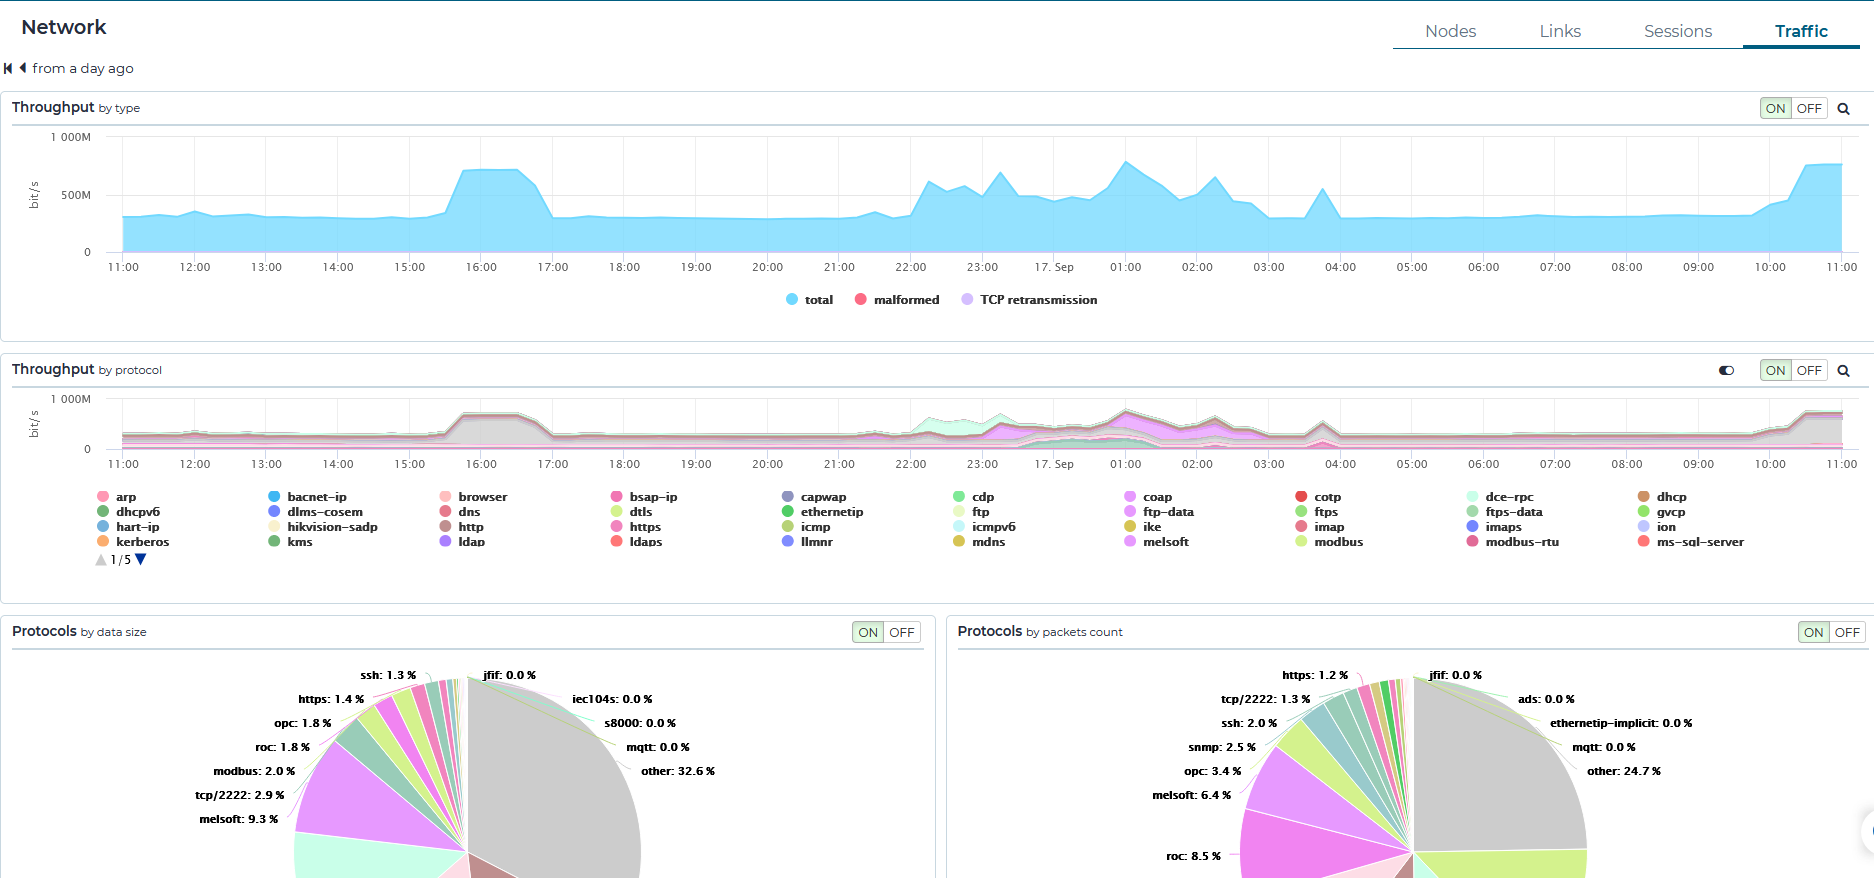 Network
Nodes Links Sessions Traffic
from a day ago
Throughput by type
ON OFF
1 000M
500M
0
bit/s
11:00 12:00 13:00 14:00 15:00 16:00 17:00 18:00 19:00 20:00 21:00 22:00 23:00 17. Sep 01:00 02:00 03:00 04:00 05:00 06:00 07:00 08:00 09:00 10:00 11:00
total malformed TCP retransmission
Throughput by protocol
ON OFF
1 000M
0
bit/s
11:00 12:00 13:00 14:00 15:00 16:00 17:00 18:00 19:00 20:00 21:00 22:00 23:00 17. Sep 01:00 02:00 03:00 04:00 05:00 06:00 07:00 08:00 09:00 10:00 11:00
arp bacnet-ip browser bsap-ip capwap cdp coap cotp dce-rpc dhcp
dhcpv6 dlms-cosem dns dtls ethernetip ftp ftp-data ftps ftps-data gvcp
hart-ip hikvision-sadp http https icmp icmpv6 ike imap imaps ion
kerberos kms ldap ldaps llmnr mdns melsoft modbus modbus-rtu ms-sql-server
1/5
Protocols by data size
ON OFF
ssh: 1.3 %
https: 1.4 %
opc: 1.8 %
roc: 1.8 %
modbus: 2.0 %
tcp/2222: 2.9 %
melsoft: 9.3 %
jfif: 0.0 %
iec104s: 0.0 %
s8000: 0.0 %
mqtt: 0.0 %
other: 32.6 %
Protocols by packets count
ON OFF
https: 1.2 %
tcp/2222: 1.3 %
ssh: 2.0 %
snmp: 2.5 %
opc: 3.4 %
melsoft: 6.4 %
roc: 8.5 %
jfif: 0.0 %
ads: 0.0 %
ethernetip-implicit: 0.0 %
mqtt: 0.0 %
other: 24.7 %